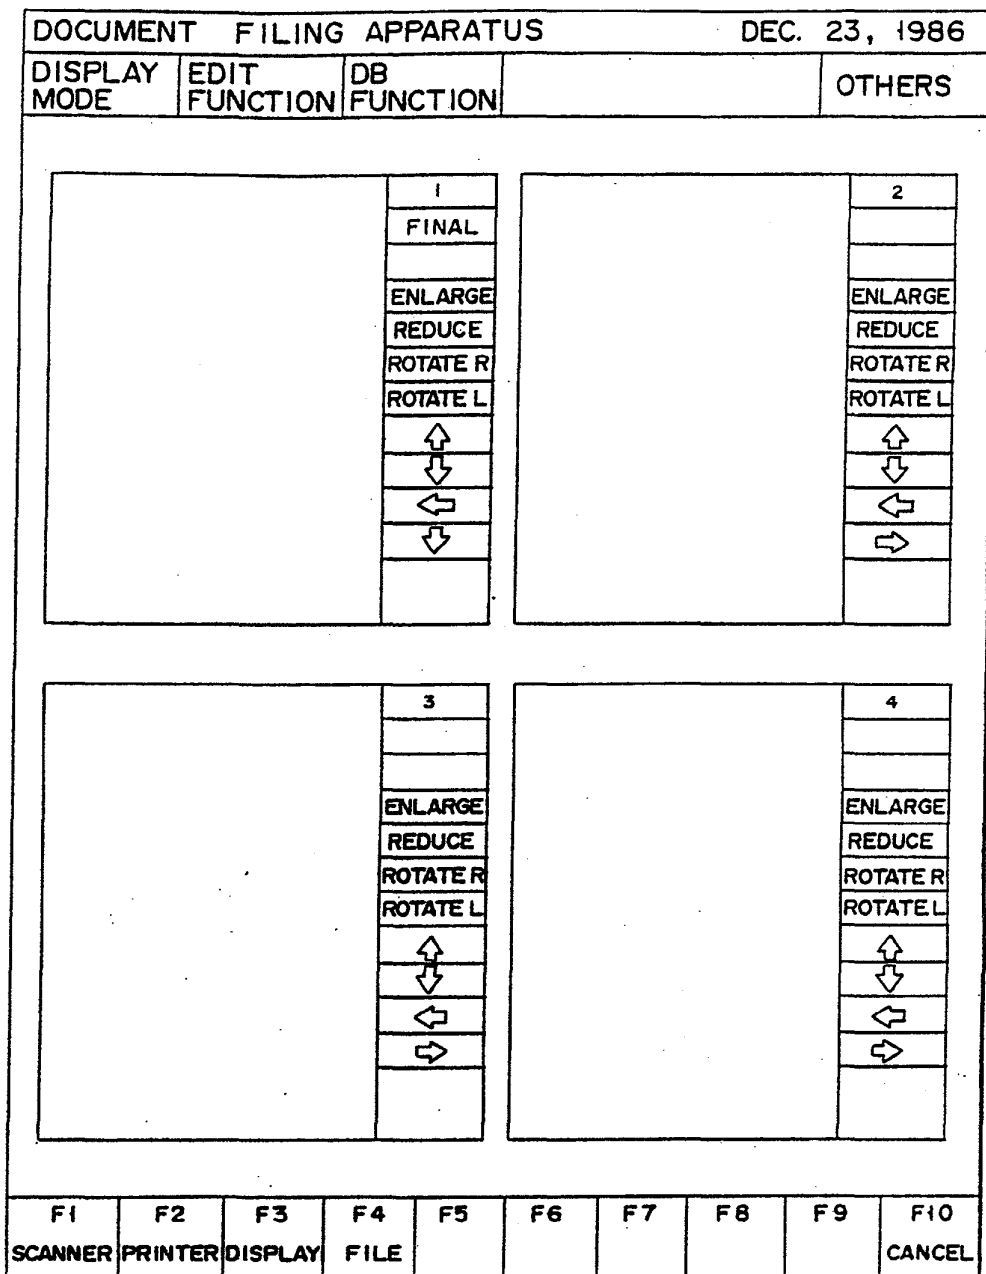 DOCUMENT FILING APPARATUS DEC. 23, 1986
DISPLAY MODE EDIT FUNCTION DB FUNCTION OTHERS
1
FINAL
ENLARGE
REDUCE
ROTATE R
ROTATE L
2
ENLARGE
REDUCE
ROTATE R
ROTATE L
3
ENLARGE
REDUCE
ROTATE R
ROTATE L
4
ENLARGE
REDUCE
ROTATE R
ROTATE L
F1 F2 F3 F4 F5 F6 F7 F8 F9 F10
SCANNER PRINTER DISPLAY FILE CANCEL